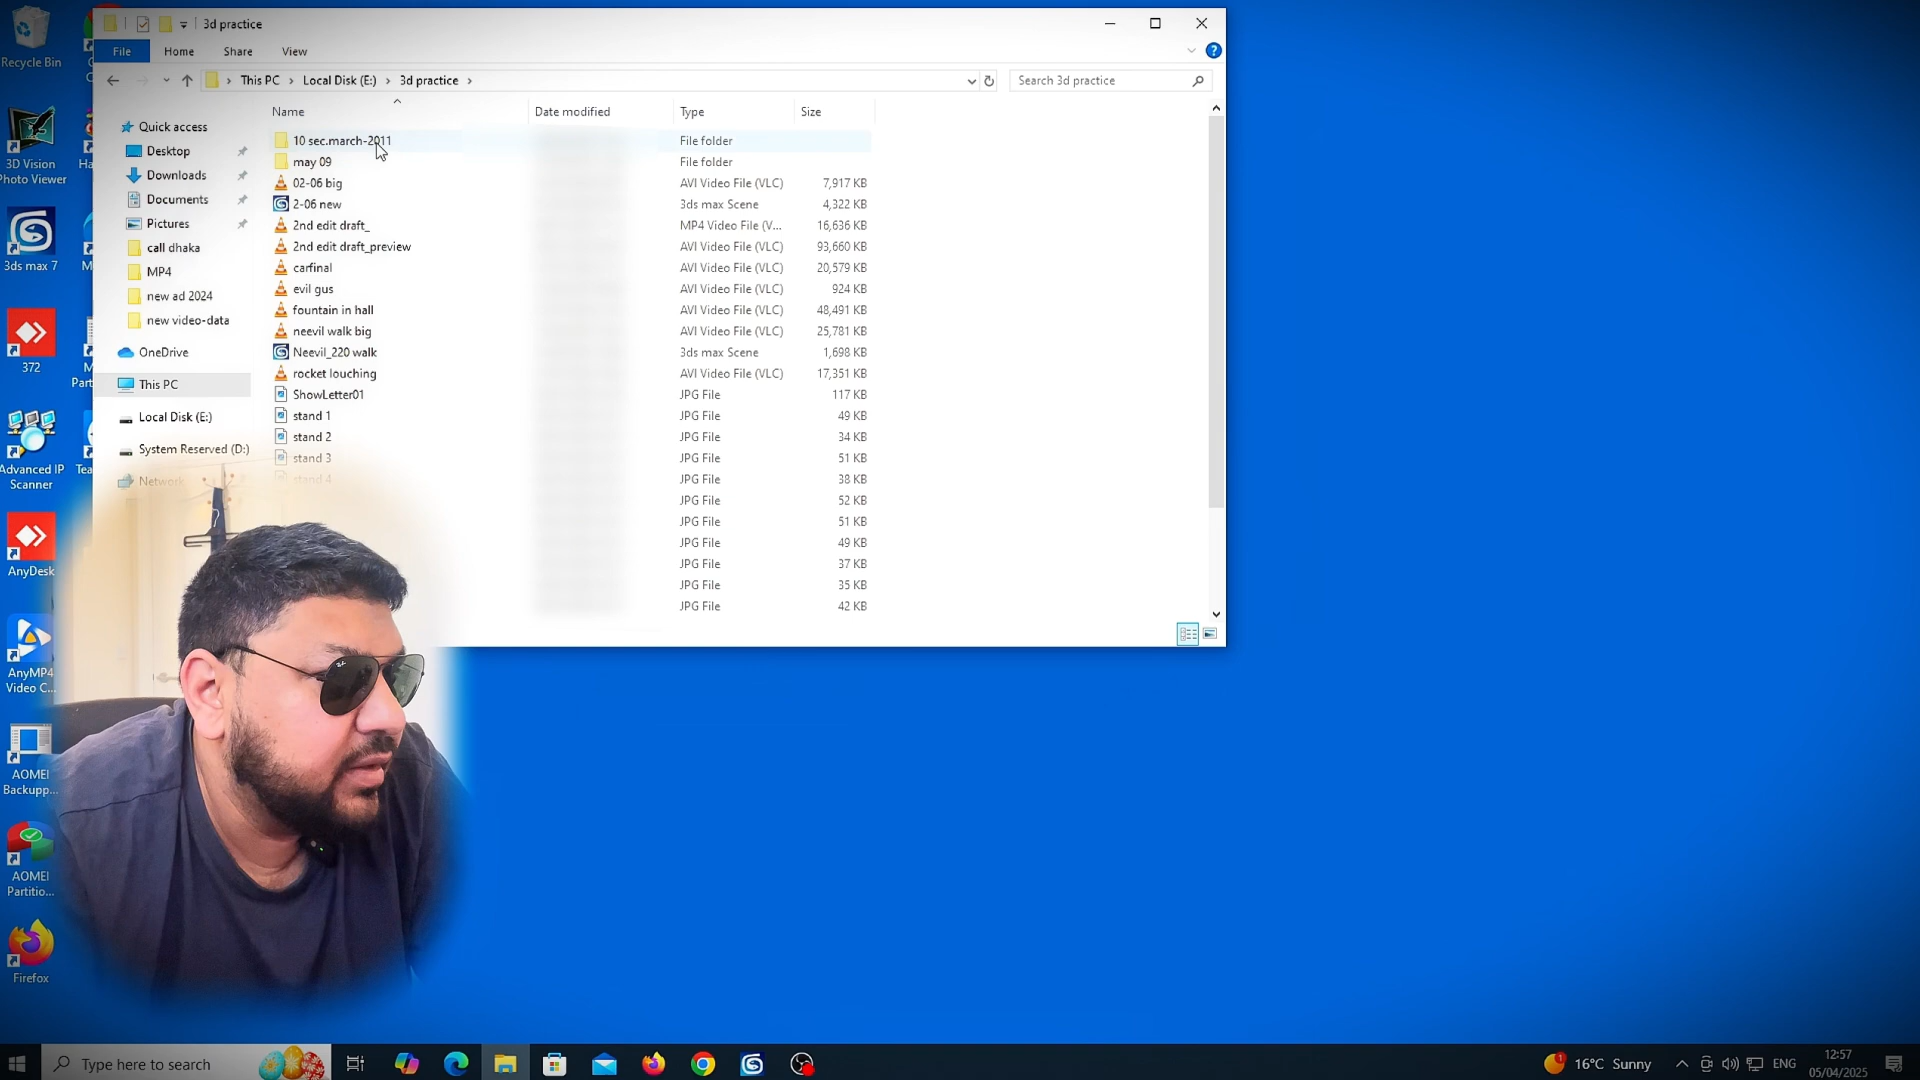 3d practice
File
Home
Share
View
This PC
Local Disk (E:)
3d practice
Search 3d practice
Name
Date modified
Type
Size
Quick access
Desktop
Downloads
Documents
Pictures
call dhaka
MP4
new ad 2024
new video-data
OneDrive
This PC
Local Disk (E:)
System Reserved (D:)
Network
10 sec.march-2011 File folder
may 09 File folder
02-06 big AVI Video File (VLC) 7,917 KB
2-06 new 3ds max Scene 4,322 KB
2nd edit draft_ MP4 Video File (V... 16,636 KB
2nd edit draft_preview AVI Video File (VLC) 93,660 KB
carfinal AVI Video File (VLC) 20,579 KB
evil gus AVI Video File (VLC) 924 KB
fountain in hall AVI Video File (VLC) 48,491 KB
neevil walk big AVI Video File (VLC) 25,781 KB
Neevil_220 walk 3ds max Scene 1,698 KB
rocket louching AVI Video File (VLC) 17,351 KB
ShowLetter01 JPG File 117 KB
stand 1 JPG File 49 KB
stand 2 JPG File 34 KB
stand 3 JPG File 51 KB
stand 4 JPG File 38 KB
JPG File 52 KB
JPG File 51 KB
JPG File 49 KB
JPG File 37 KB
JPG File 35 KB
JPG File 42 KB
Recycle Bin
3D Vision
Photo Viewer
3ds max 7
372
Advanced IP
Scanner
AnyDesk
AnyMP4
Video C...
AOMEI
Backupp...
AOMEI
Partitio...
Firefox
Type here to search
16°C Sunny
ENG
12:57
05/04/2025